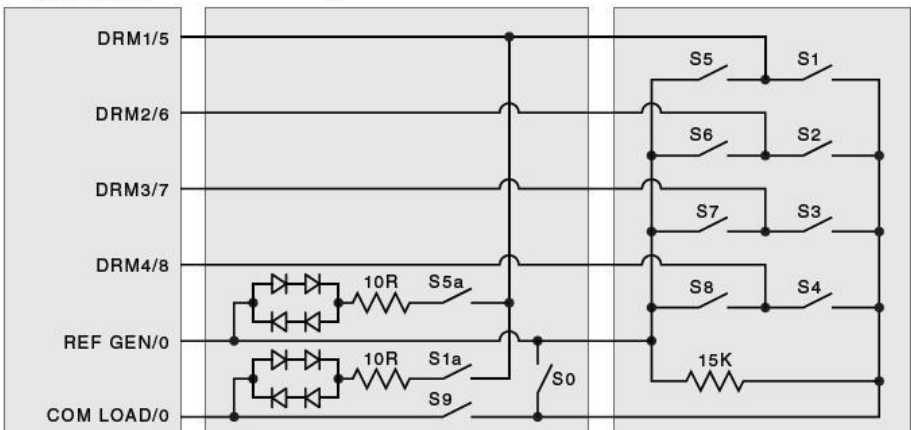 DRM1/5
S5 S1
DRM2/6
S6 S2
DRM3/7
S7 S3
DRM4/8
10R S5a
S8 S4
REF GEN/0
10R S1a
S0
15K
S9
COM LOAD/0